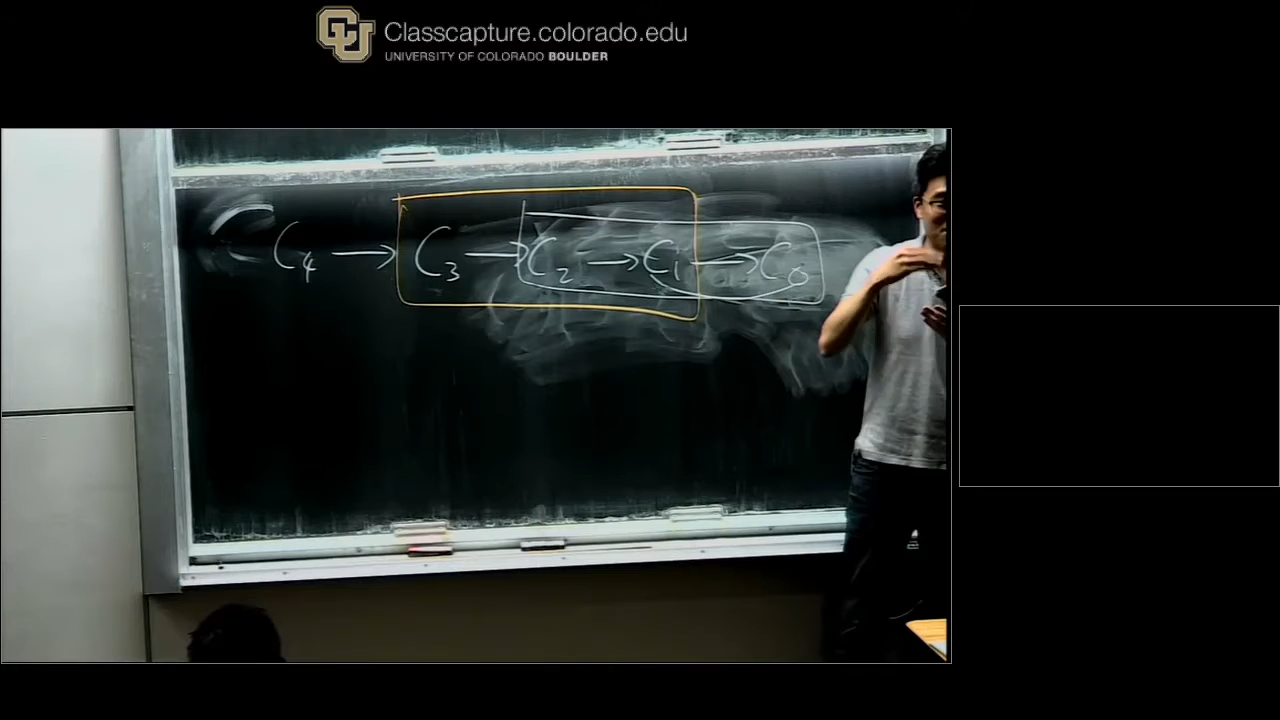 Classcapture.colorado.edu
UNIVERSITY OF COLORADO BOULDER
C₄ → C₃ → C₂ → C₁ → C₀